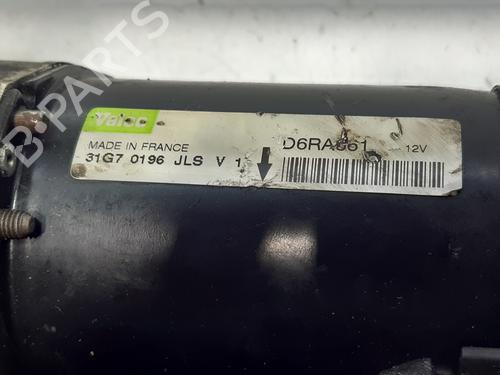 Valeo
MADE IN FRANCE
31G7 0196 JLS V 1
D6RA661 12V
B-PARTS